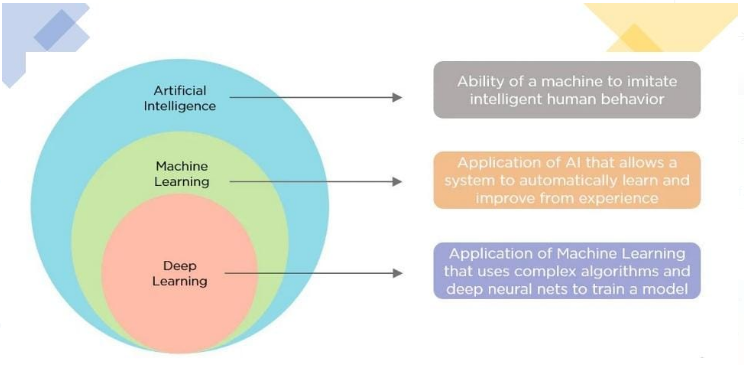 Artificial
Intelligence
Ability of a machine to imitate
intelligent human behavior
Machine
Learning
Application of AI that allows a
system to automatically learn and
improve from experience
Deep
Learning
Application of Machine Learning
that uses complex algorithms and
deep neural nets to train a model